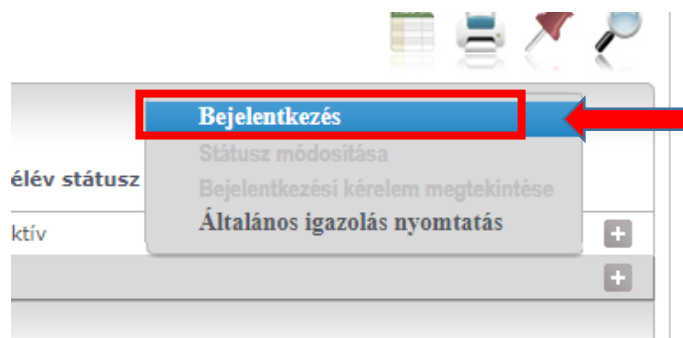 Bejelentkezés
Státusz módosítása
élév státusz
Bejelentkezési kérelem megtekintése
Általános igazolás nyomtatás
ktív